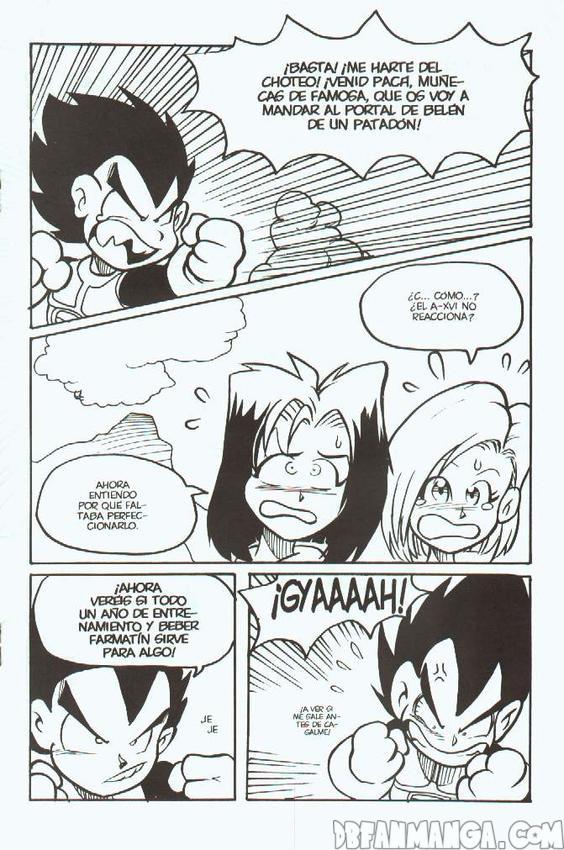 ¡BASTA! ¡ME HARTE DEL
CHOTEO! ¡VENID PACÁ, MUÑE-
CAS DE FAMOSA, QUE OS VOY A
MANDAR AL PORTAL DE BELÉN
DE UN PATADÓN!
¿C... COMO...?
¿EL A-XVI NO
REACCIONA?
AHORA
ENTIENDO
POR QUE FAL-
TABA PERFEC-
CIONARLO.
¡AHORA
VERÉIS SI TODO
UN AÑO DE ENTRE-
NAMIENTO Y BEBER
FARMATÍN SIRVE
PARA ALGO!
JE
JE
¡GYAAAAH!
¡A VER SI
ME SALE AN-
TES DE CA-
GALME!
DBFANMANGA.COM